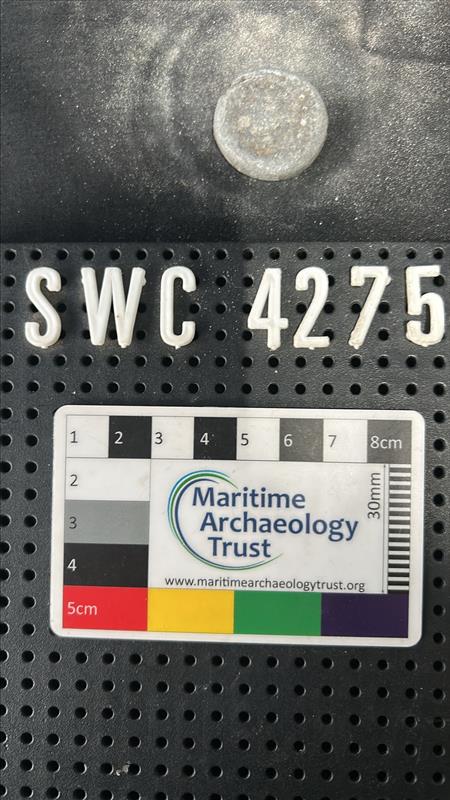 SWC 4275
1 2 3 4 5 6 7 8cm
2
3
4
5cm
30mm
Maritime
Archaeology
Trust
www.maritimearchaeologytrust.org